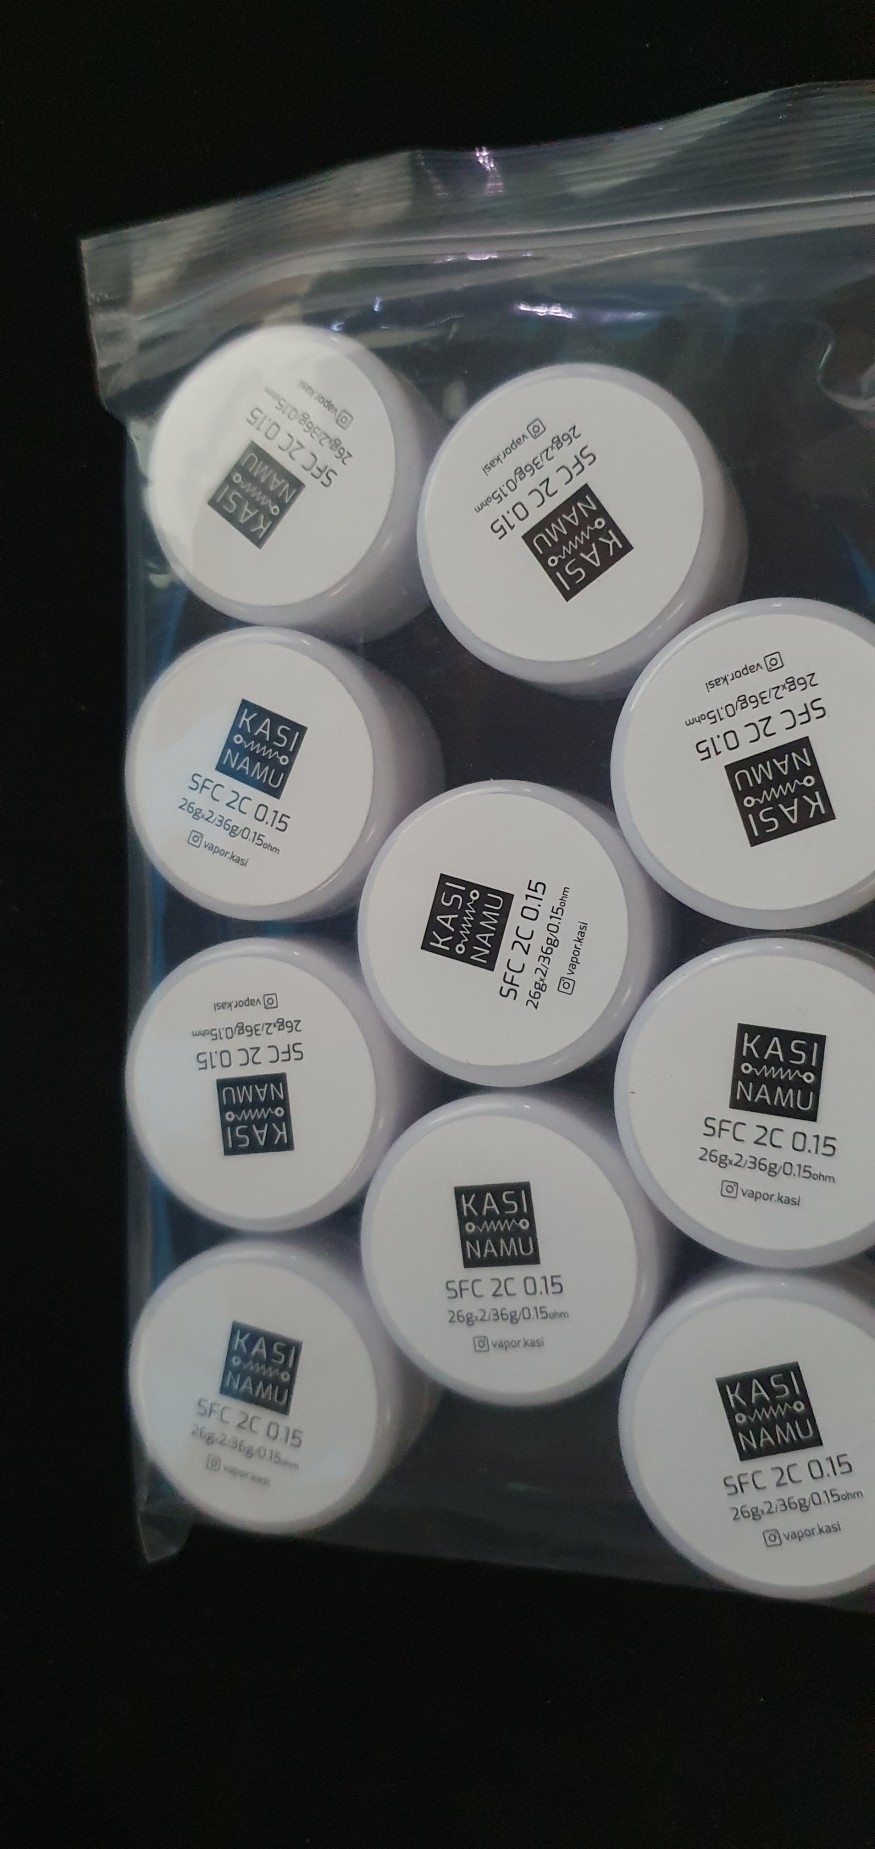 vapor.kasi
26gx2/36g/0.15ohm
SFC 2C 0.15
KASI
NAMU
vapor.kasi
26gx2/36g/0.15ohm
SFC 2C 0.15
KASI
NAMU
KASI
NAMU
SFC 2C 0.15
26gx2/36g/0.15ohm
vapor.kasi
KASI
NAMU
SFC 2C 0.15
26gx2/36g/0.15ohm
vapor.kasi
KASI
NAMU
SFC 2C 0.15
26gx2/36g/0.15ohm
vapor.kasi
KASI
NAMU
SFC 2C 0.15
26gx2/36g/0.15ohm
vapor.kasi
KASI
NAMU
SFC 2C 0.15
26gx2/36g/0.15ohm
vapor.kasi
KASI
NAMU
SFC 2C 0.15
26gx2/36g/0.15ohm
vapor.kasi
KASI
NAMU
SFC 2C 0.15
26gx2/36g/0.15ohm
vapor.kasi
KASI
NAMU
SFC 2C 0.15
26gx2/36g/0.15ohm
vapor.kasi